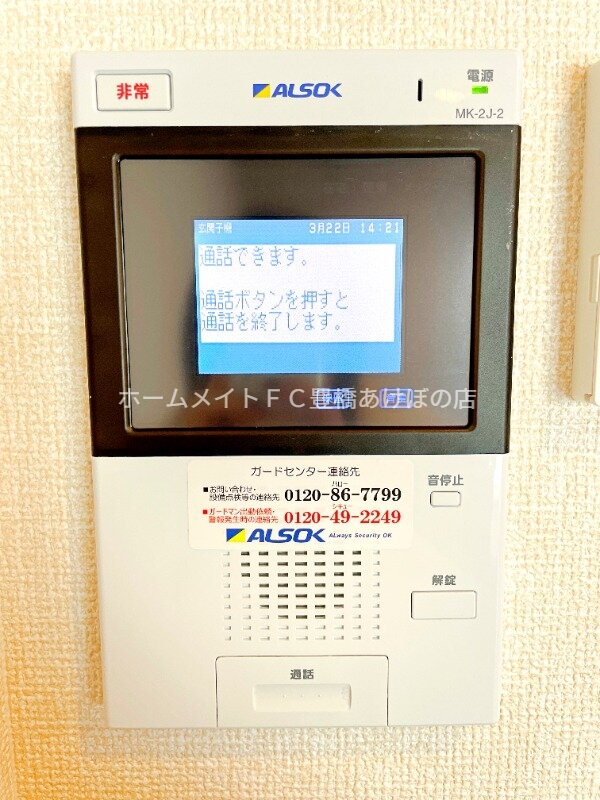 非常
ALSOK
電源
MK-2J-2
玄関子機 3月22日 14:21
通話できます。
通話ボタンを押すと
通話を終了します。
ホームメイトFC豊橋あけぼの店
ガードセンター連絡先
■お問い合わせ・
設備点検等の連絡先 0120-86-7799
■ガードマン出動依頼・
警報発生時の連絡先 0120-49-2249
ALSOK ALways Security OK
音停止
解錠
通話